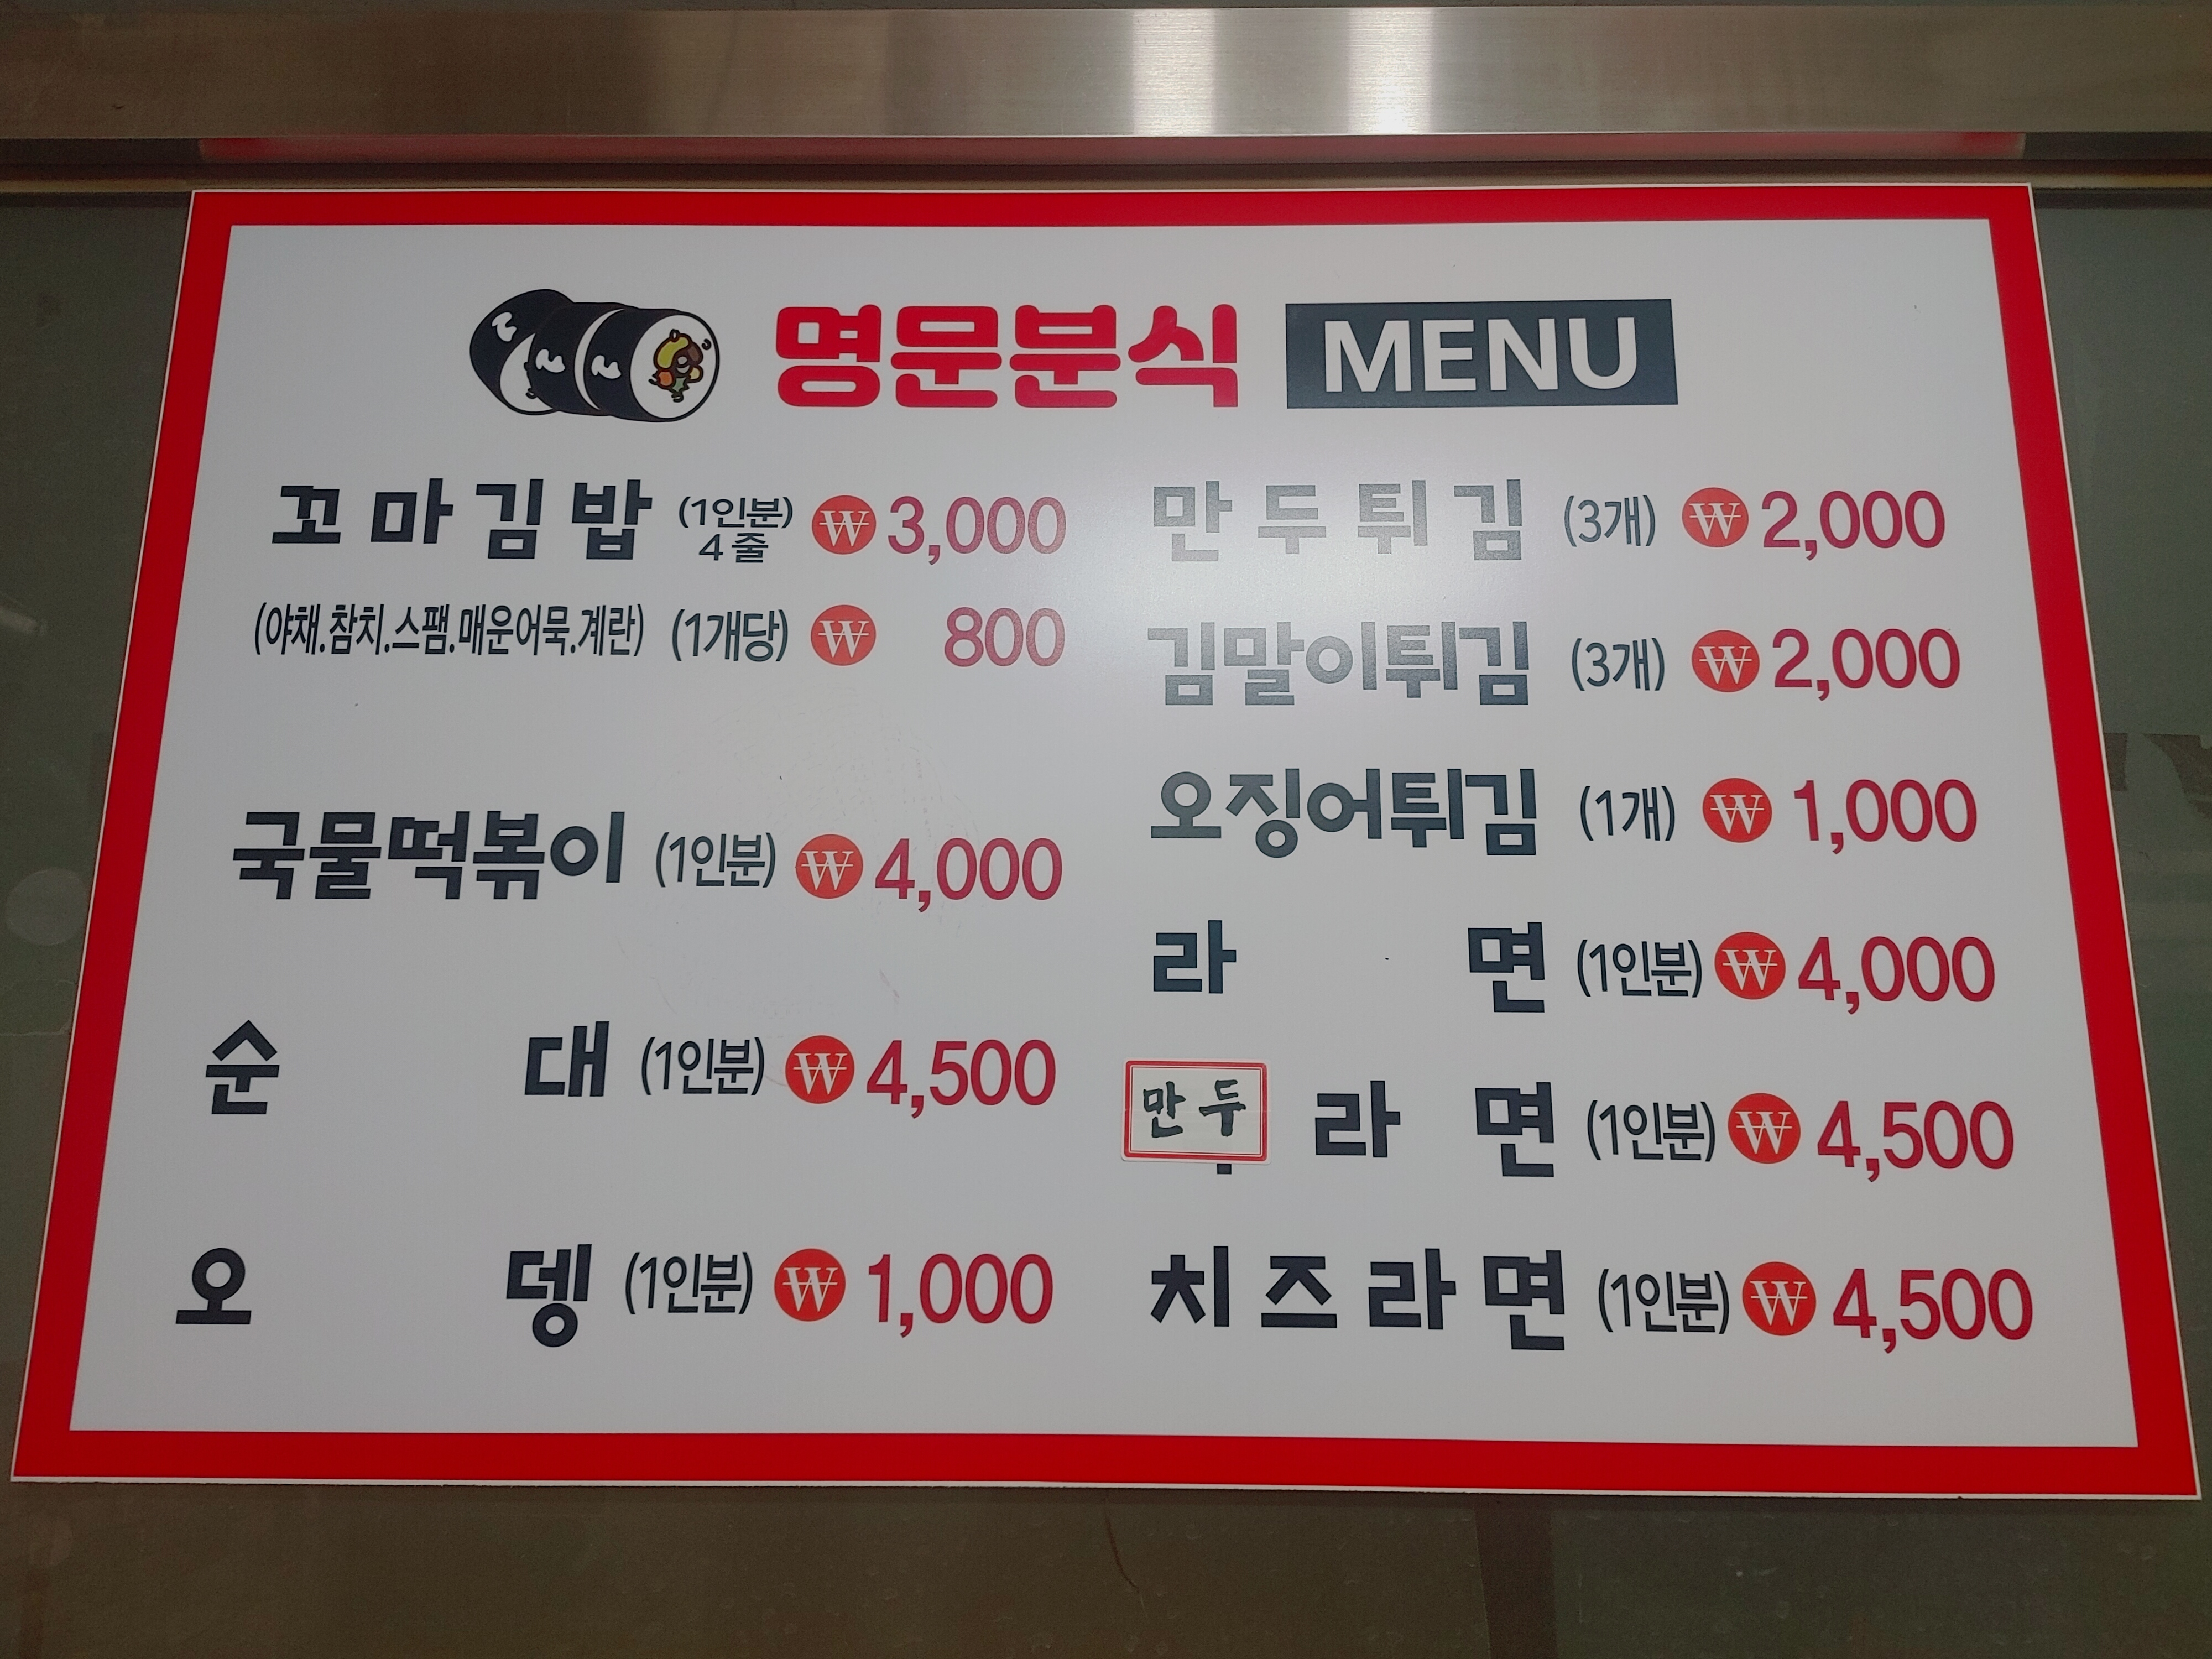 명문분식 MENU
꼬마김밥 (1인분) 4줄 ₩ 3,000
(야채.참치.스팸.매운어묵.계란) (1개당) ₩ 800
국물떡볶이 (1인분) ₩ 4,000
순대 (1인분) ₩ 4,500
오뎅 (1인분) ₩ 1,000
만두튀김 (3개) ₩ 2,000
김말이튀김 (3개) ₩ 2,000
오징어튀김 (1개) ₩ 1,000
라면 (1인분) ₩ 4,000
만두라면 (1인분) ₩ 4,500
치즈라면 (1인분) ₩ 4,500